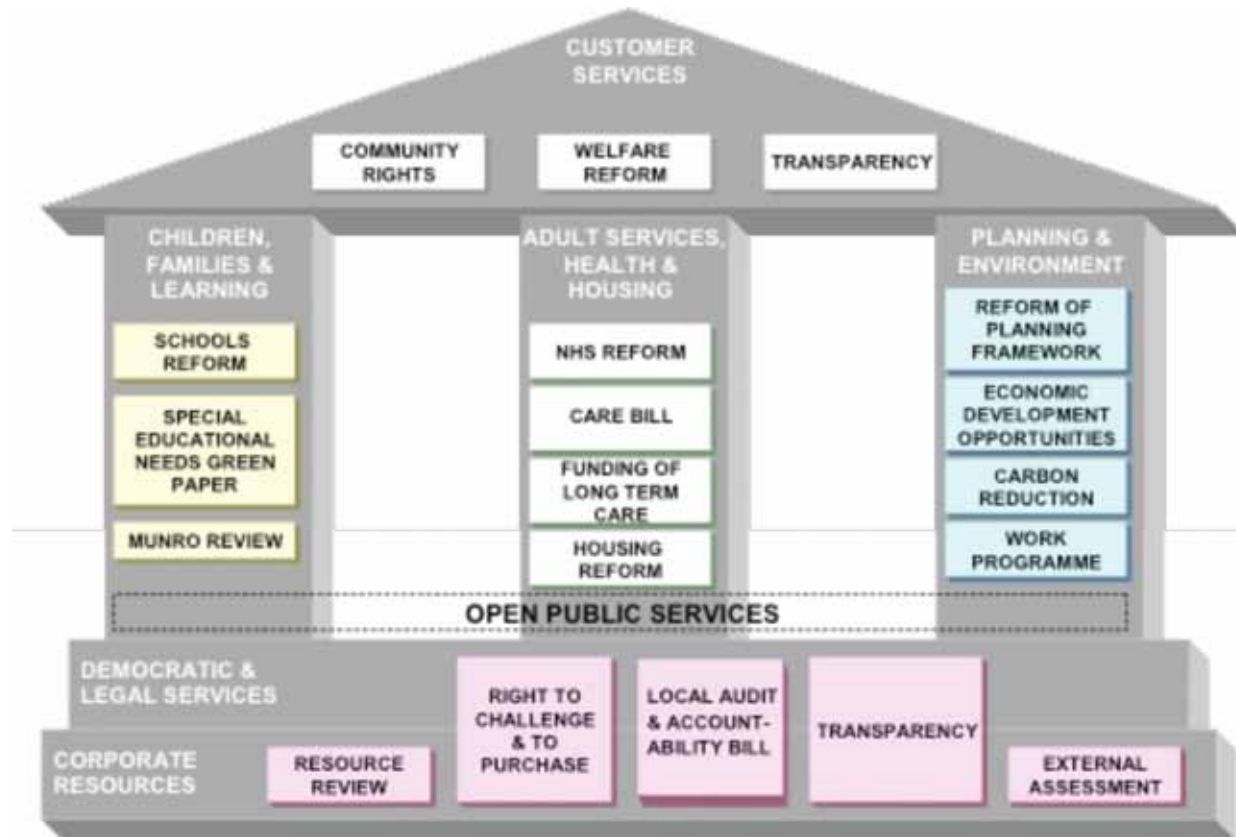 CUSTOMER
SERVICES
COMMUNITY
RIGHTS
WELFARE
REFORM
TRANSPARENCY
CHILDREN,
FAMILIES &
LEARNING
SCHOOLS
REFORM
SPECIAL
EDUCATIONAL
NEEDS GREEN
PAPER
MUNRO REVIEW
ADULT SERVICES,
HEALTH &
HOUSING
NHS REFORM
CARE BILL
FUNDING OF
LONG TERM
CARE
HOUSING
REFORM
PLANNING &
ENVIRONMENT
REFORM OF
PLANNING
FRAMEWORK
ECONOMIC
DEVELOPMENT
OPPORTUNITIES
CARBON
REDUCTION
WORK
PROGRAMME
OPEN PUBLIC SERVICES
DEMOCRATIC &
LEGAL SERVICES
RIGHT TO
CHALLENGE
& TO
PURCHASE
LOCAL AUDIT
& ACCOUNT-
ABILITY BILL
TRANSPARENCY
CORPORATE
RESOURCES
RESOURCE
REVIEW
EXTERNAL
ASSESSMENT